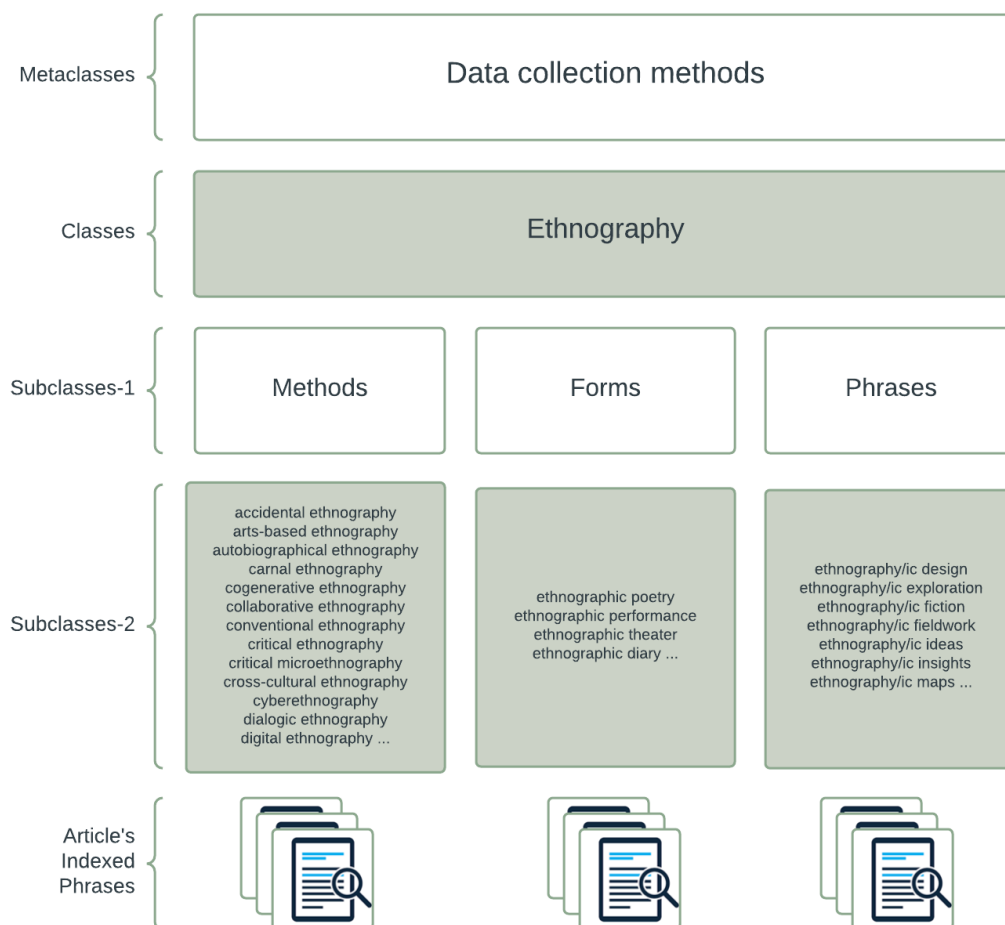 Metaclasses
Data collection methods
Classes
Ethnography
Subclasses-1
Methods
Forms
Phrases
Subclasses-2
accidental ethnography
arts-based ethnography
autobiographical ethnography
carnal ethnography
cogenerative ethnography
collaborative ethnography
conventional ethnography
critical ethnography
critical microethnography
cross-cultural ethnography
cyberethnography
dialogic ethnography
digital ethnography ...
ethnographic poetry
ethnographic performance
ethnographic theater
ethnographic diary ...
ethnography/ic design
ethnography/ic exploration
ethnography/ic fiction
ethnography/ic fieldwork
ethnography/ic ideas
ethnography/ic insights
ethnography/ic maps ...
Article's
Indexed
Phrases